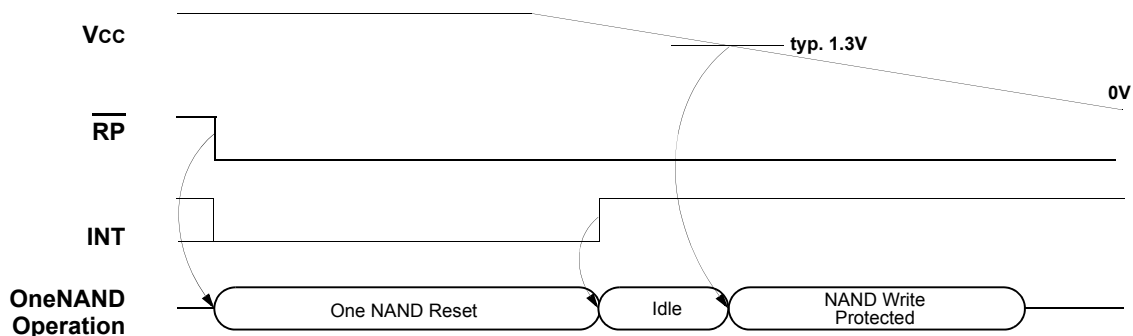 Vcc
typ. 1.3V
0V
RP
INT
OneNAND
Operation
One NAND Reset
Idle
NAND Write
Protected